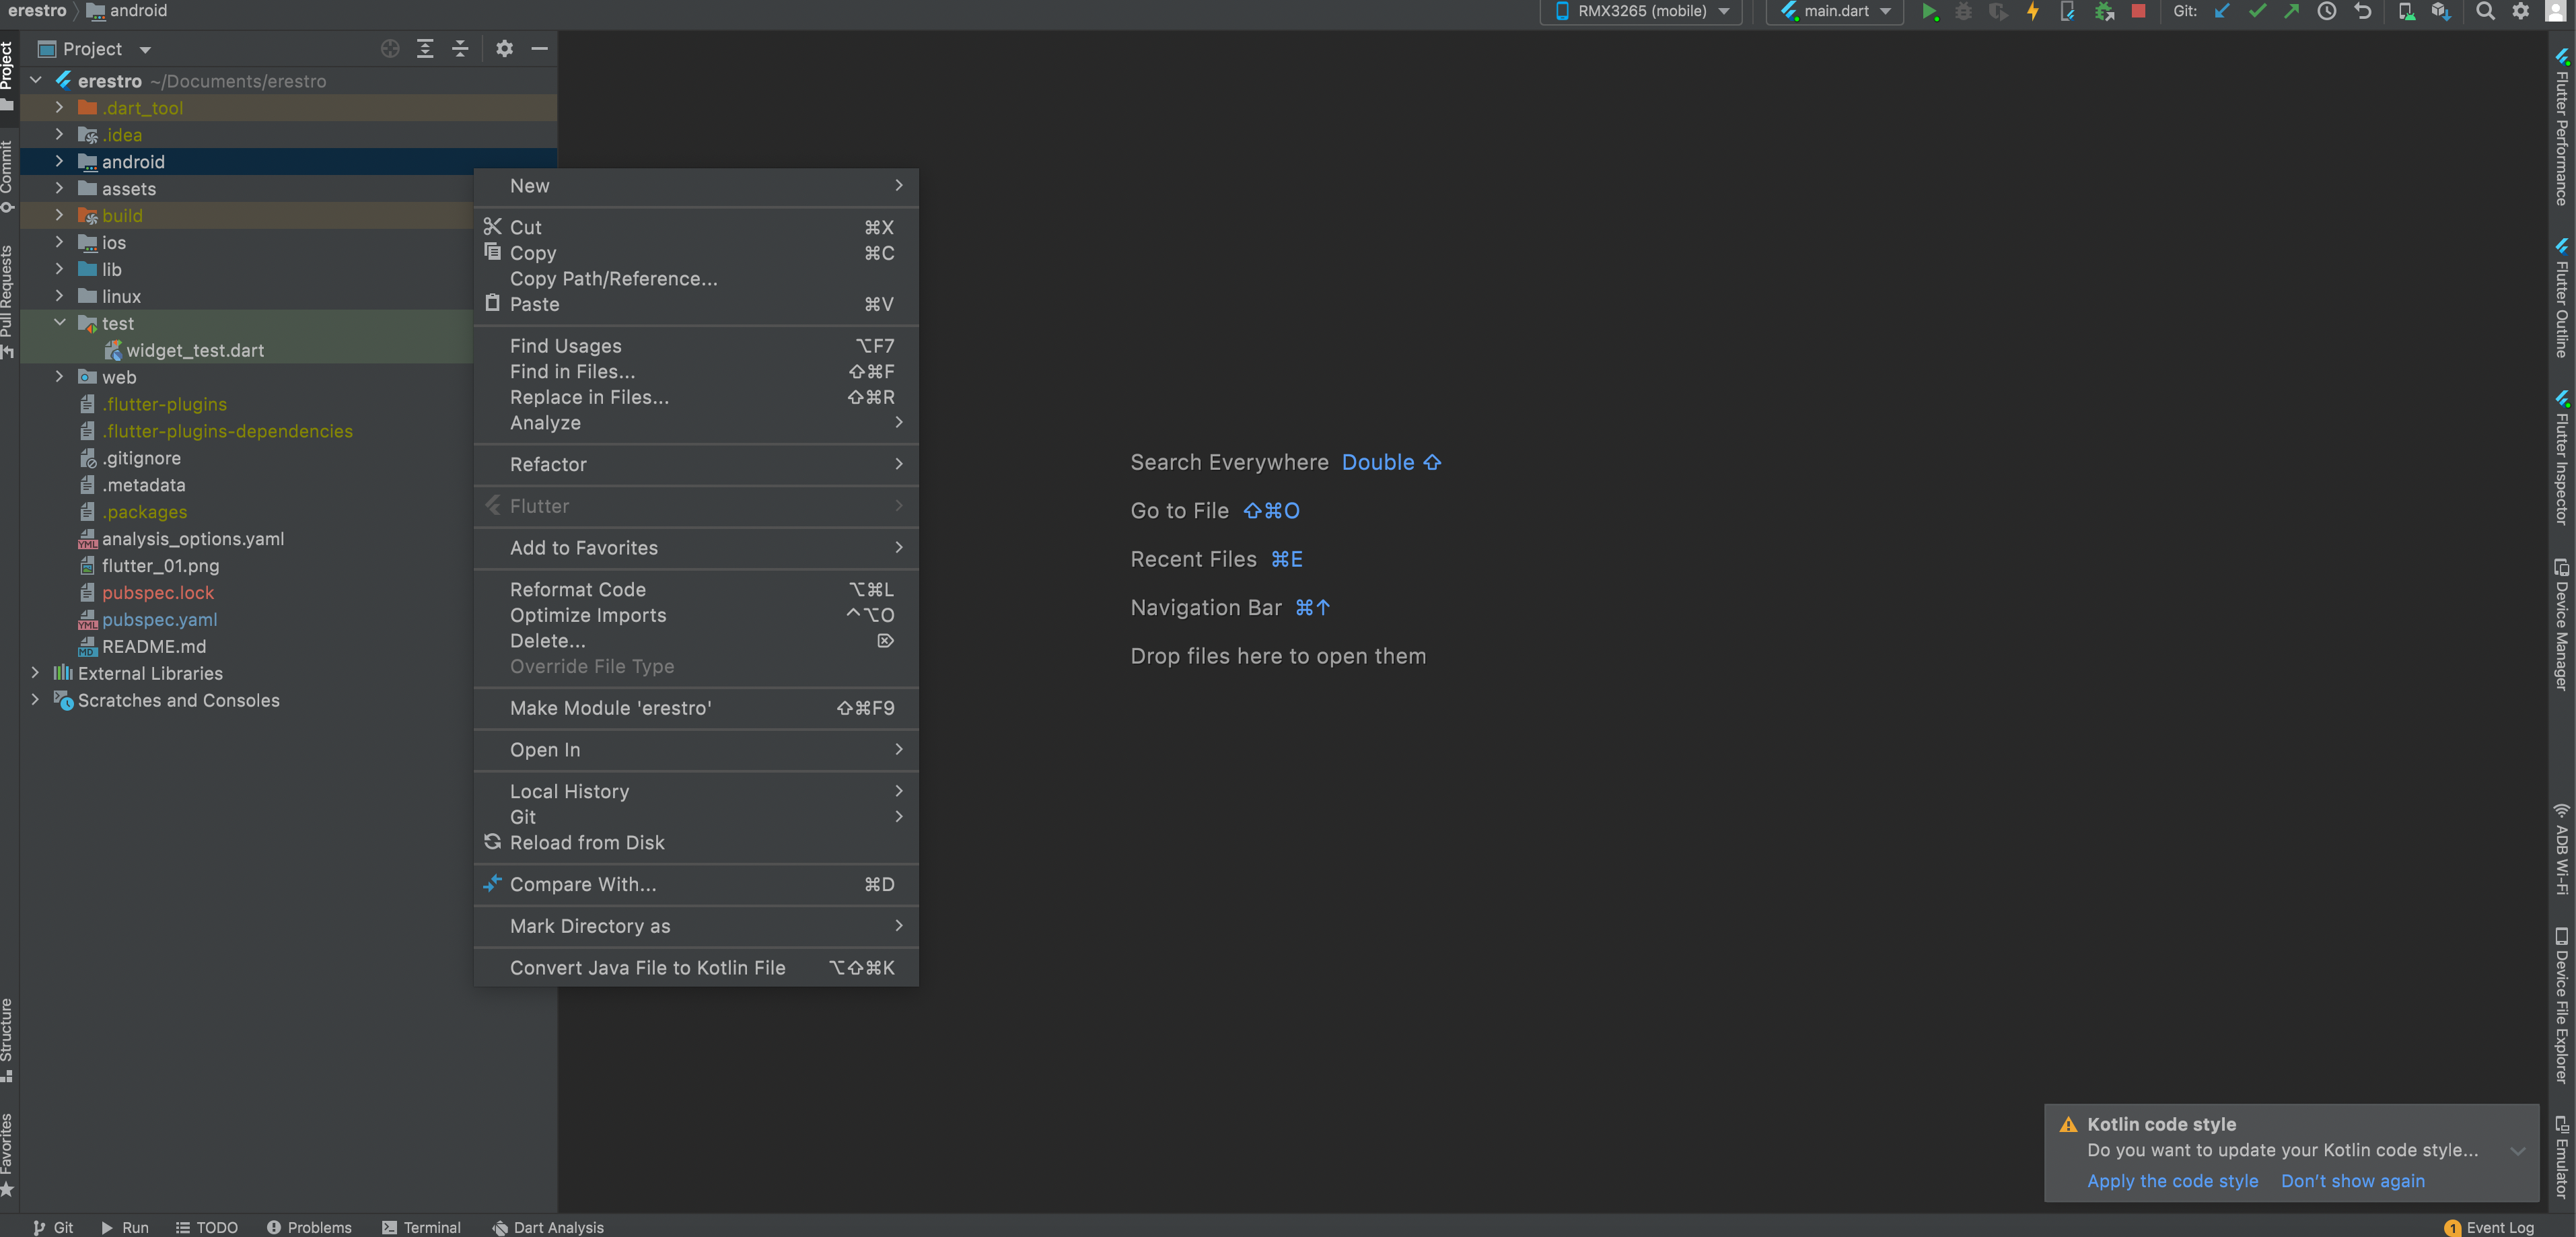 erestro
android
RMX3265 (mobile)
main.dart
Git:
Project
Project
Commit
Pull Requests
Structure
Favorites
erestro ~/Documents/erestro
.dart_tool
.idea
android
assets
build
ios
lib
linux
test
widget_test.dart
web
.flutter-plugins
.flutter-plugins-dependencies
.gitignore
.metadata
.packages
analysis_options.yaml
flutter_01.png
pubspec.lock
pubspec.yaml
README.md
External Libraries
Scratches and Consoles
New
Cut ⌘X
Copy ⌘C
Copy Path/Reference...
Paste ⌘V
Find Usages ⌥F7
Find in Files... ⇧⌘F
Replace in Files... ⇧⌘R
Analyze
Refactor
Flutter
Add to Favorites
Reformat Code ⌥⌘L
Optimize Imports ^⌥O
Delete... ⌦
Override File Type
Make Module 'erestro' ⇧⌘F9
Open In
Local History
Git
Reload from Disk
Compare With... ⌘D
Mark Directory as
Convert Java File to Kotlin File ⌥⇧⌘K
Search Everywhere Double ⇧
Go to File ⇧⌘O
Recent Files ⌘E
Navigation Bar ⌘↑
Drop files here to open them
Flutter Performance
Flutter Outline
Flutter Inspector
Device Manager
ADB Wi-Fi
Device File Explorer
Emulator
Kotlin code style
Do you want to update your Kotlin code style...
Apply the code style Don't show again
Git
Run
TODO
Problems
Terminal
Dart Analysis
1 Event Log
YML
YML
MD